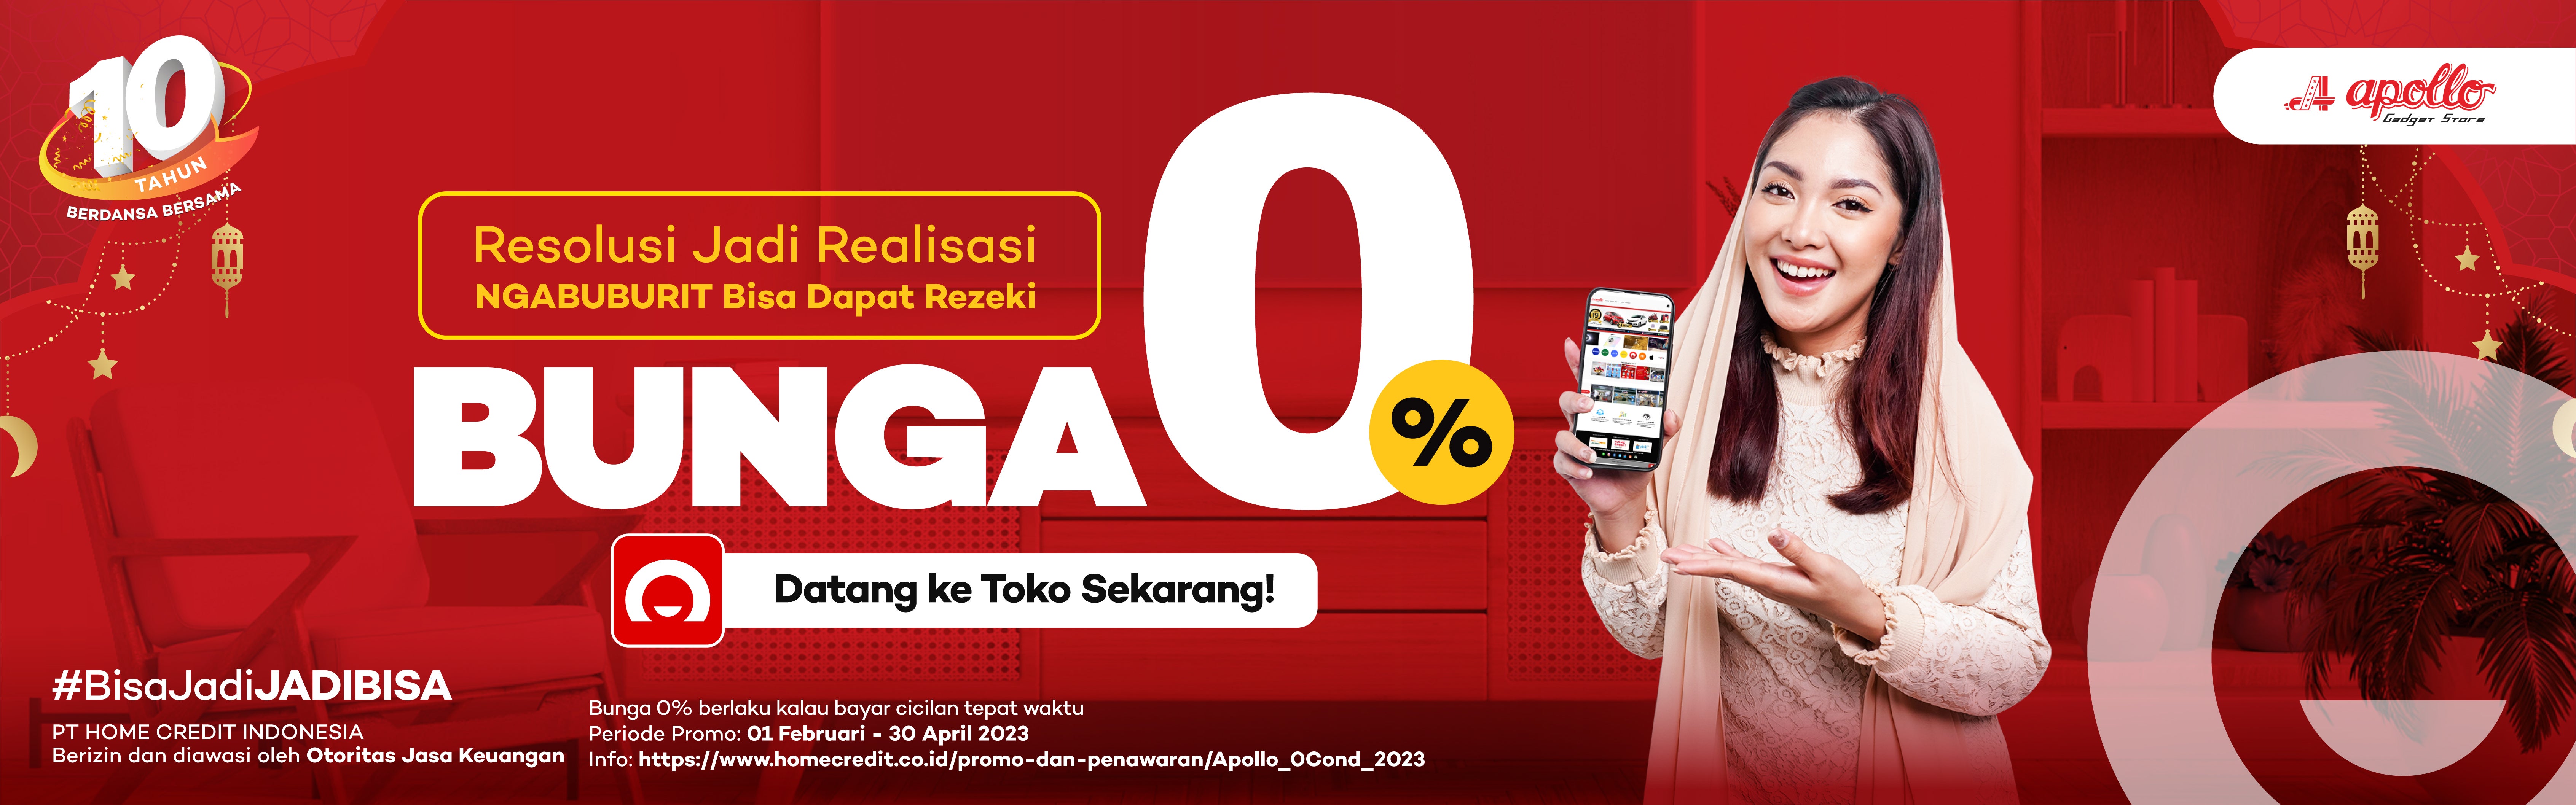 10
TAHUN
BERDANSA BERSAMA
apollo
Gadget Store
Resolusi Jadi Realisasi
NGABUBURIT Bisa Dapat Rezeki
BUNGA 0%
Datang ke Toko Sekarang!
#BisaJadiJADIBISA
PT HOME CREDIT INDONESIA
Berizin dan diawasi oleh Otoritas Jasa Keuangan
Bunga 0% berlaku kalau bayar cicilan tepat waktu
Periode Promo: 01 Februari - 30 April 2023
Info: https://www.homecredit.co.id/promo-dan-penawaran/Apollo_0Cond_2023